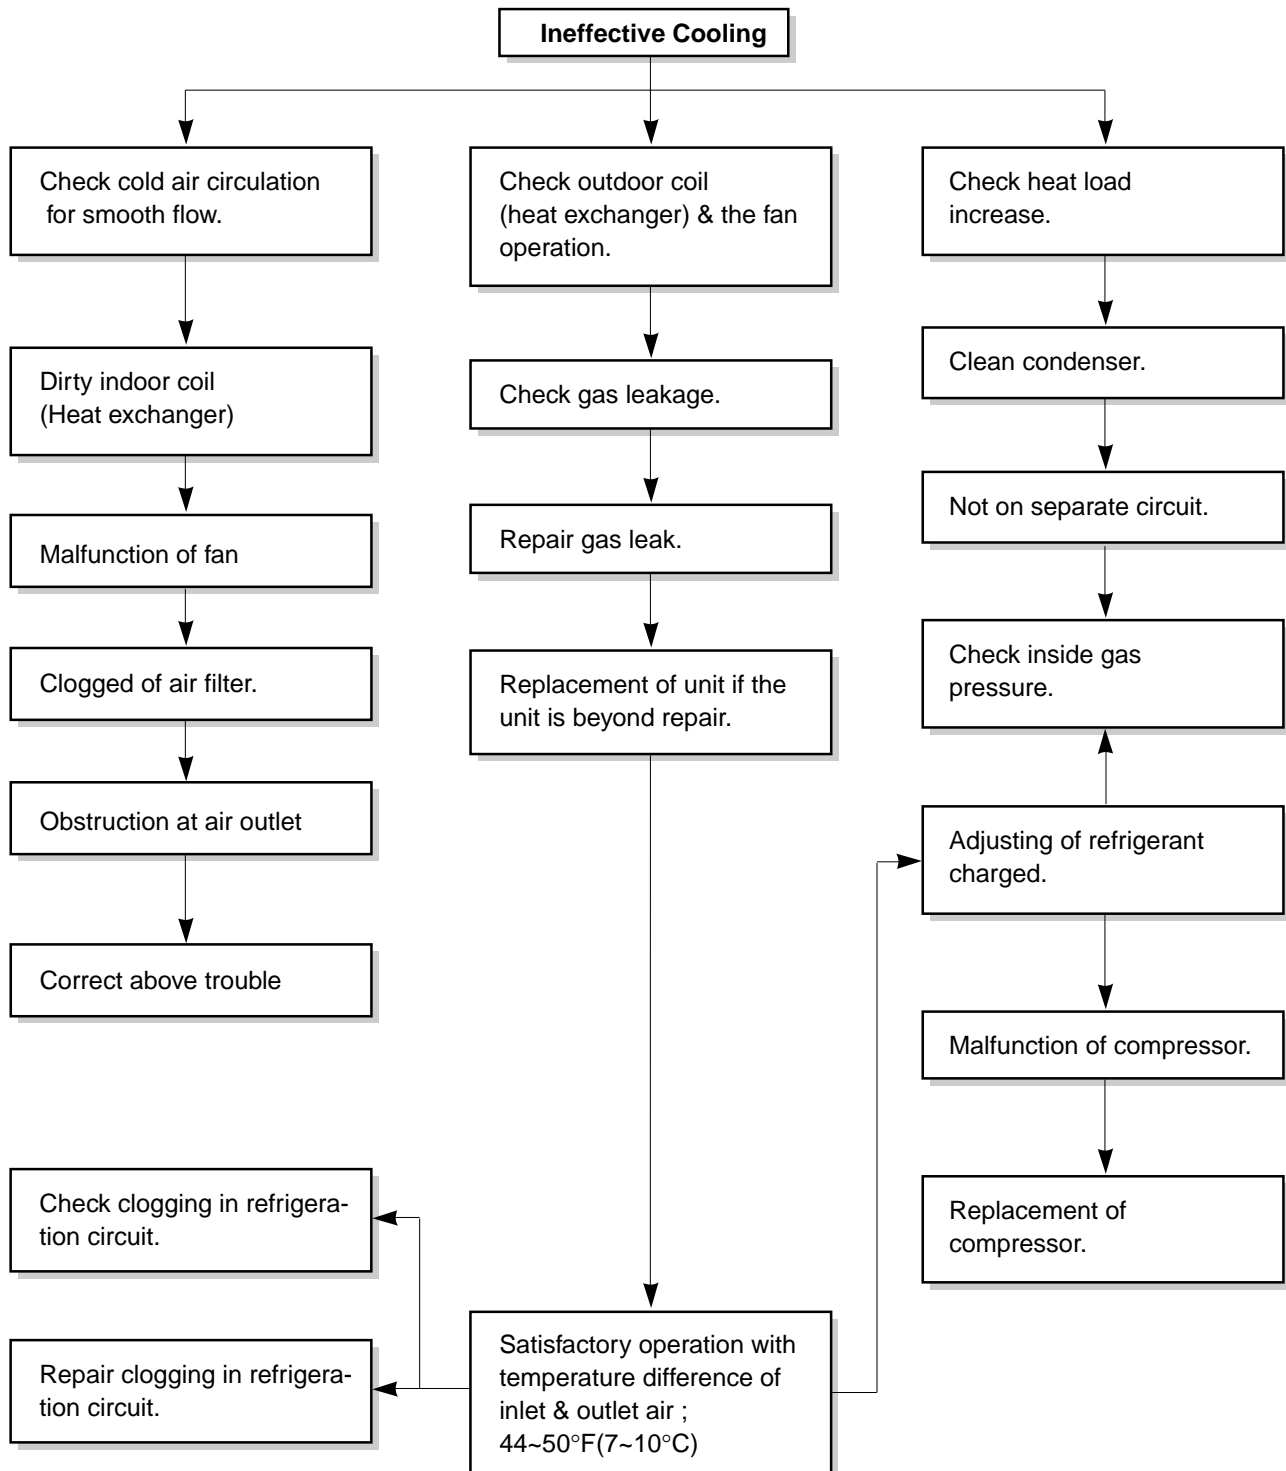 Ineffective Cooling
Check cold air circulation
for smooth flow.
Dirty indoor coil
(Heat exchanger)
Malfunction of fan
Clogged of air filter.
Obstruction at air outlet
Correct above trouble
Check outdoor coil
(heat exchanger) & the fan
operation.
Check gas leakage.
Repair gas leak.
Replacement of unit if the
unit is beyond repair.
Check heat load
increase.
Clean condenser.
Not on separate circuit.
Check inside gas
pressure.
Adjusting of refrigerant
charged.
Malfunction of compressor.
Replacement of
compressor.
Check clogging in refrigera-
tion circuit.
Repair clogging in refrigera-
tion circuit.
Satisfactory operation with
temperature difference of
inlet & outlet air ;
44~50°F(7~10°C)